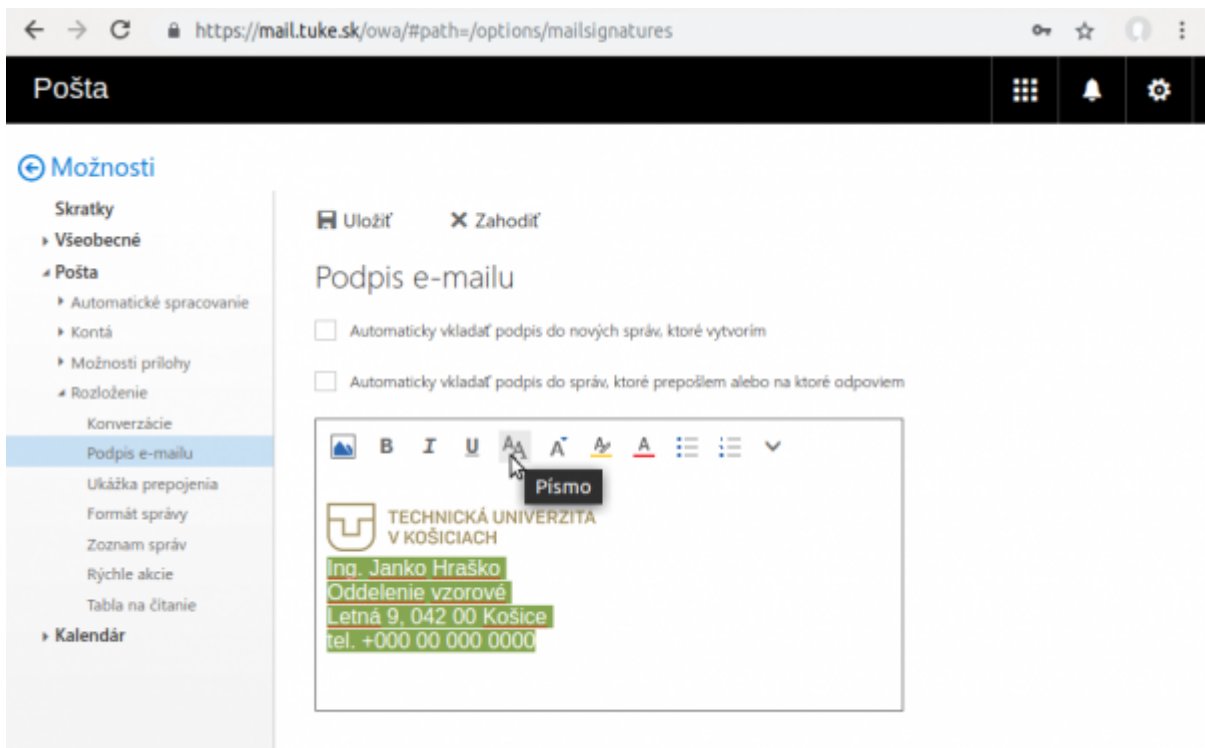 https://mail.tuke.sk/owa/#path=/options/mailsignatures
Pošta
Možnosti
Skratky
Všeobecné
Pošta
Automatické spracovanie
Kontá
Možnosti prílohy
Rozloženie
Konverzácie
Podpis e-mailu
Ukážka prepojenia
Formát správy
Zoznam správ
Rýchle akcie
Tabla na čítanie
Kalendár
Uložiť Zahodiť
Podpis e-mailu
Automaticky vkladať podpis do nových správ, ktoré vytvorím
Automaticky vkladať podpis do správ, ktoré prepošlem alebo na ktoré odpoviem
B I U AA A A A
Písmo
TECHNICKÁ UNIVERZITA
V KOŠICIACH
Ing. Janko Hraško
Oddelenie vzorové
Letná 9, 042 00 Košice
tel. +000 00 000 0000